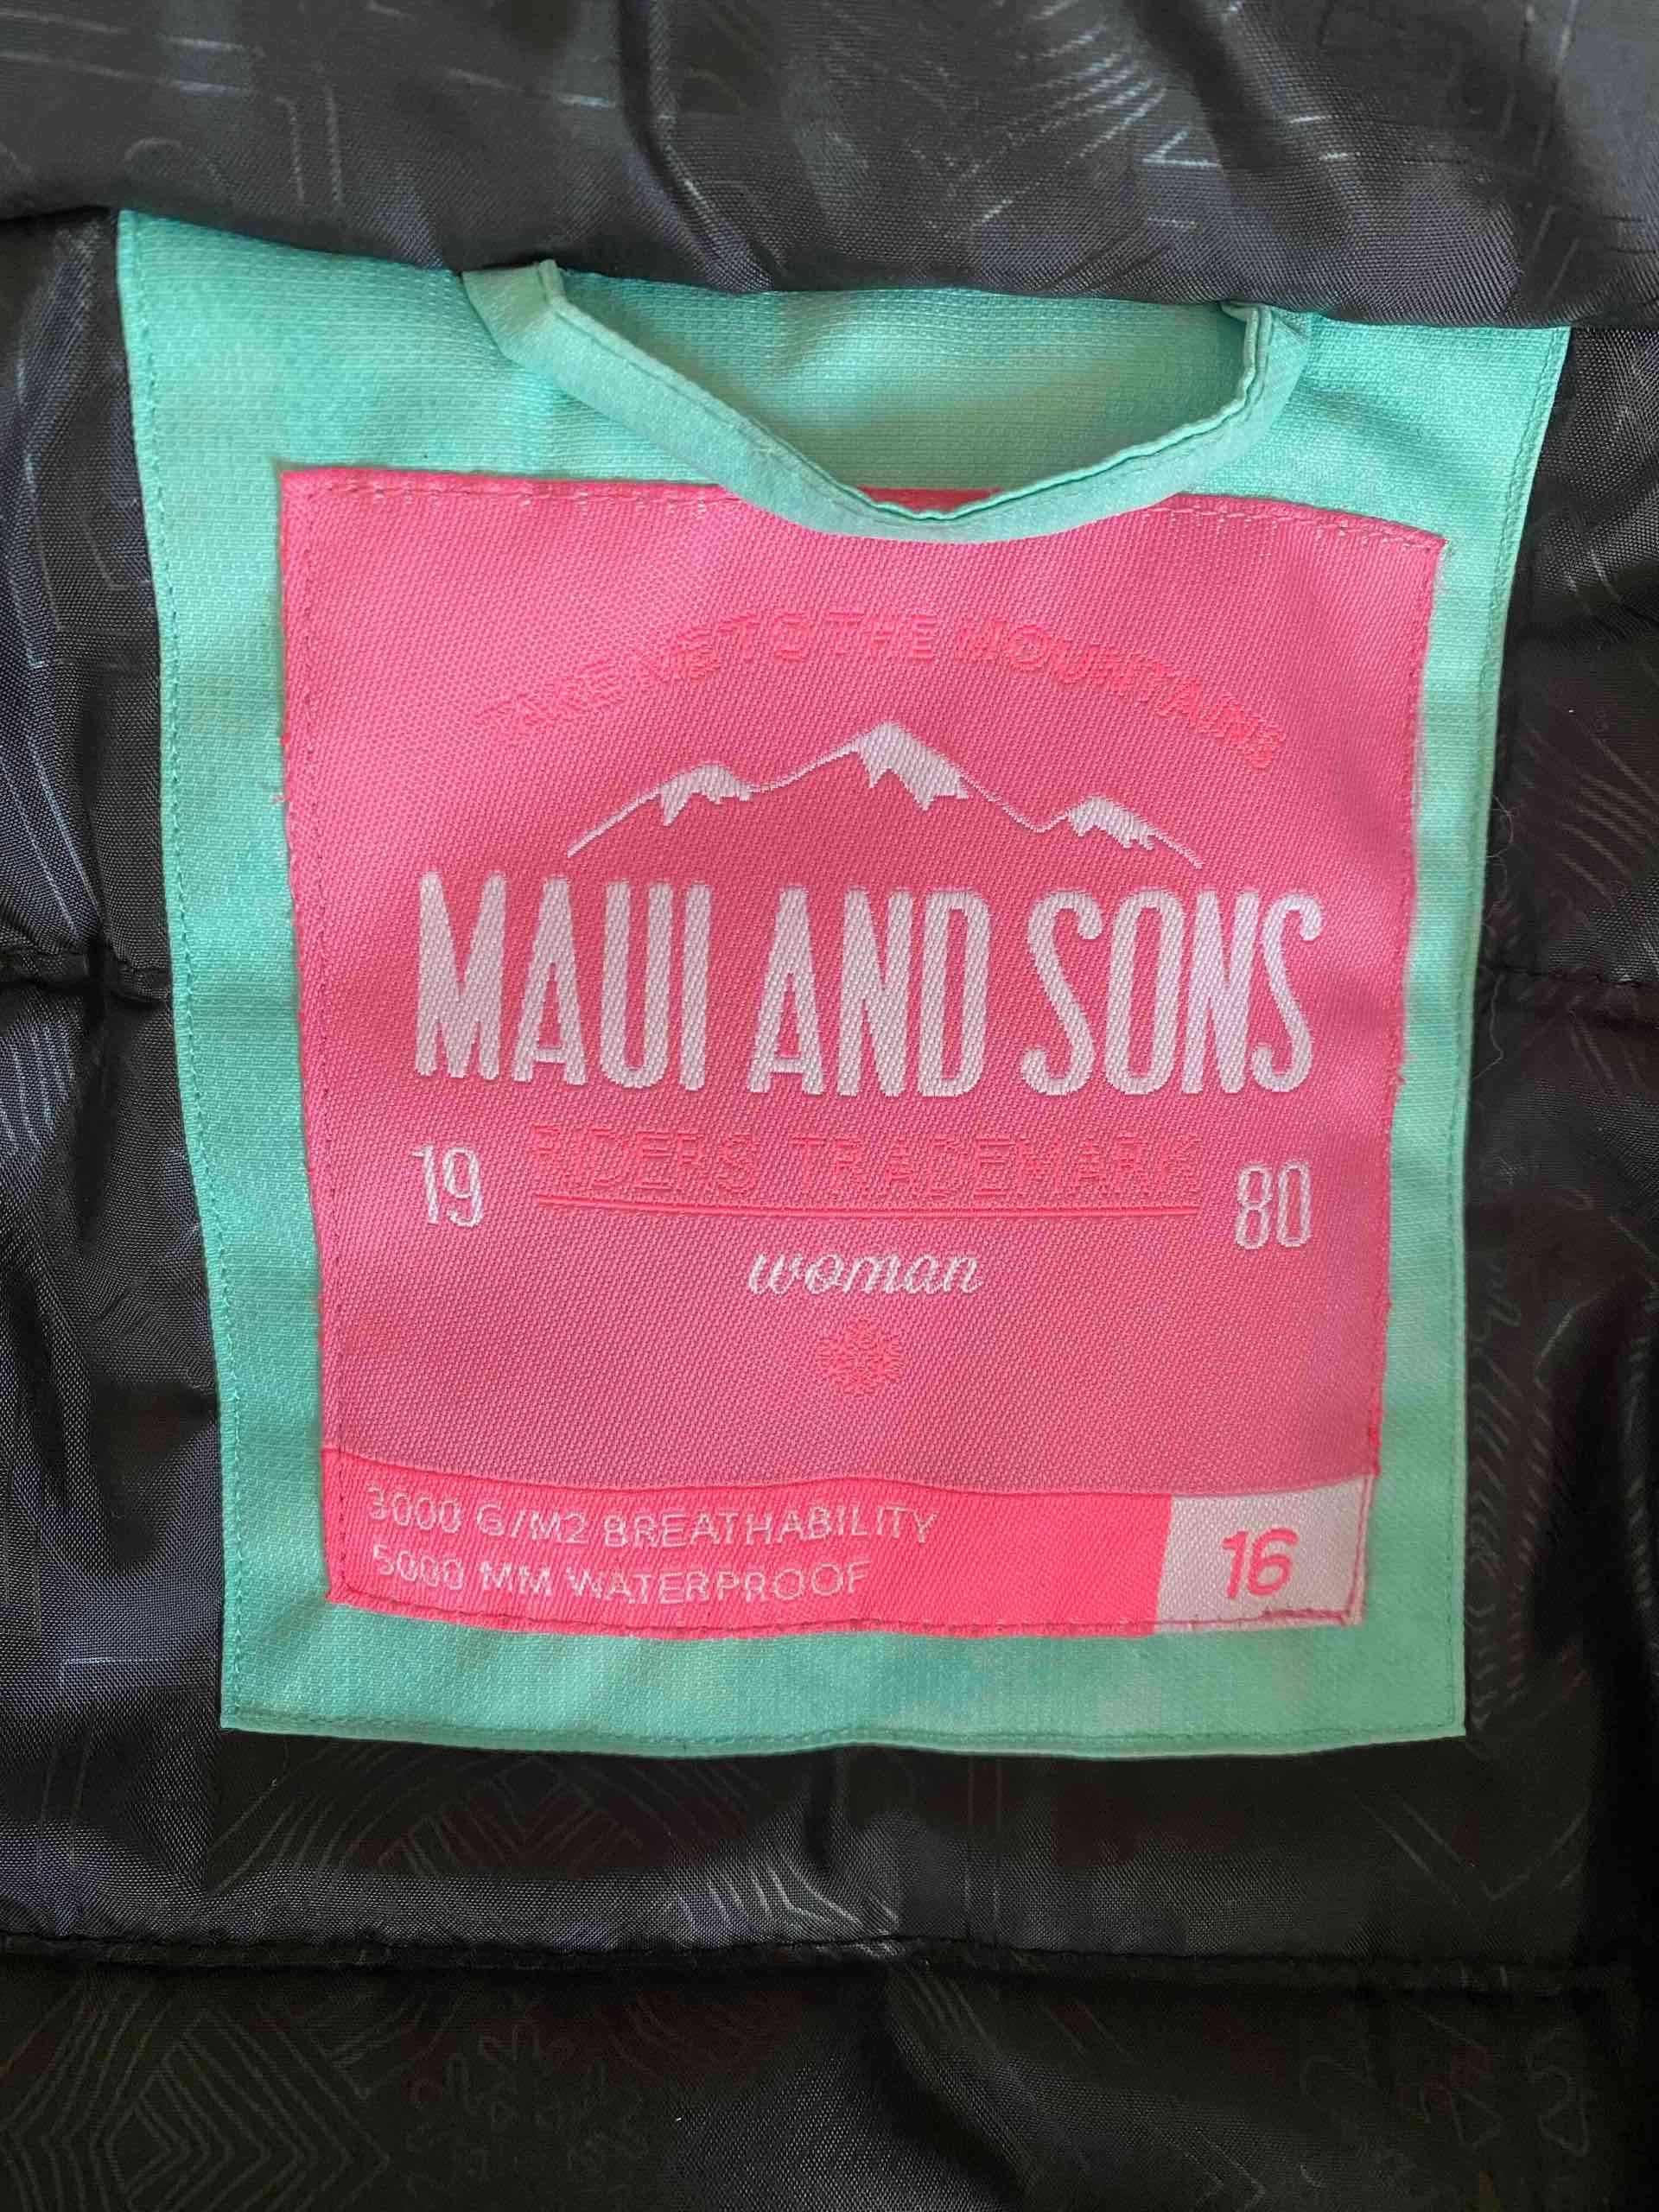 TAKE ME TO THE MOUNTAINS
MAUI AND SONS
19 RIDERS TRADEMARK 80
woman
3000 G/M2 BREATHABILITY
5000 MM WATERPROOF
16